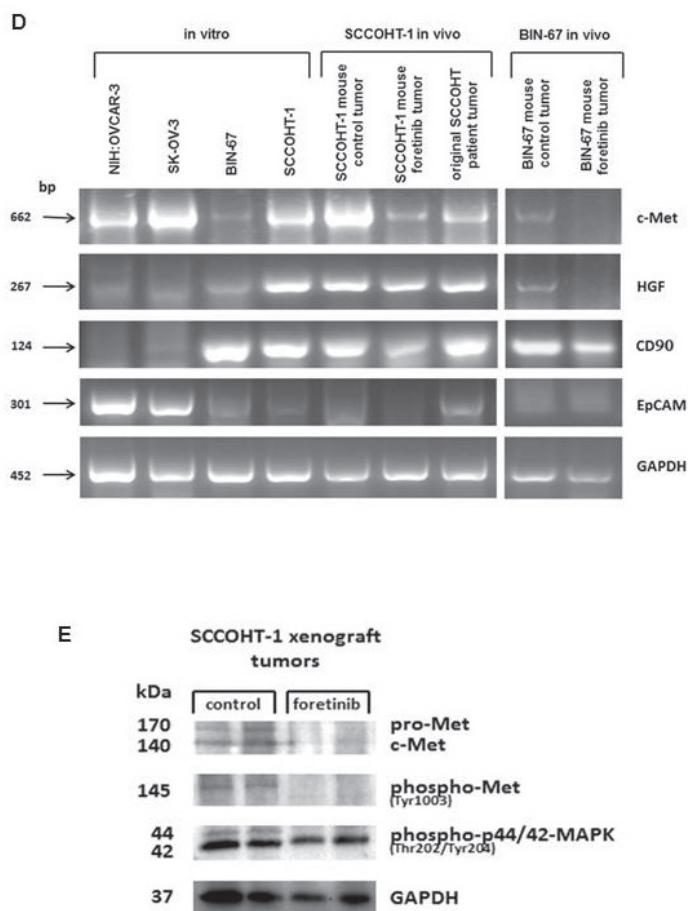 D
in vitro
SCCOHT-1 in vivo
BIN-67 in vivo
NIH:OVCAR-3
SK-OV-3
BIN-67
SCCOHT-1
SCCOHT-1 mouse
control tumor
SCCOHT-1 mouse
foretinib tumor
original SCCOHT
patient tumor
BIN-67 mouse
control tumor
BIN-67 mouse
foretinib tumor
bp
662
c-Met
267
HGF
124
CD90
301
EpCAM
452
GAPDH
E
SCCOHT-1 xenograft
tumors
kDa
control
foretinib
170
pro-Met
140
c-Met
145
phospho-Met
(Tyr1003)
44
phospho-p44/42-MAPK
42
(Thr202/Tyr204)
37
GAPDH